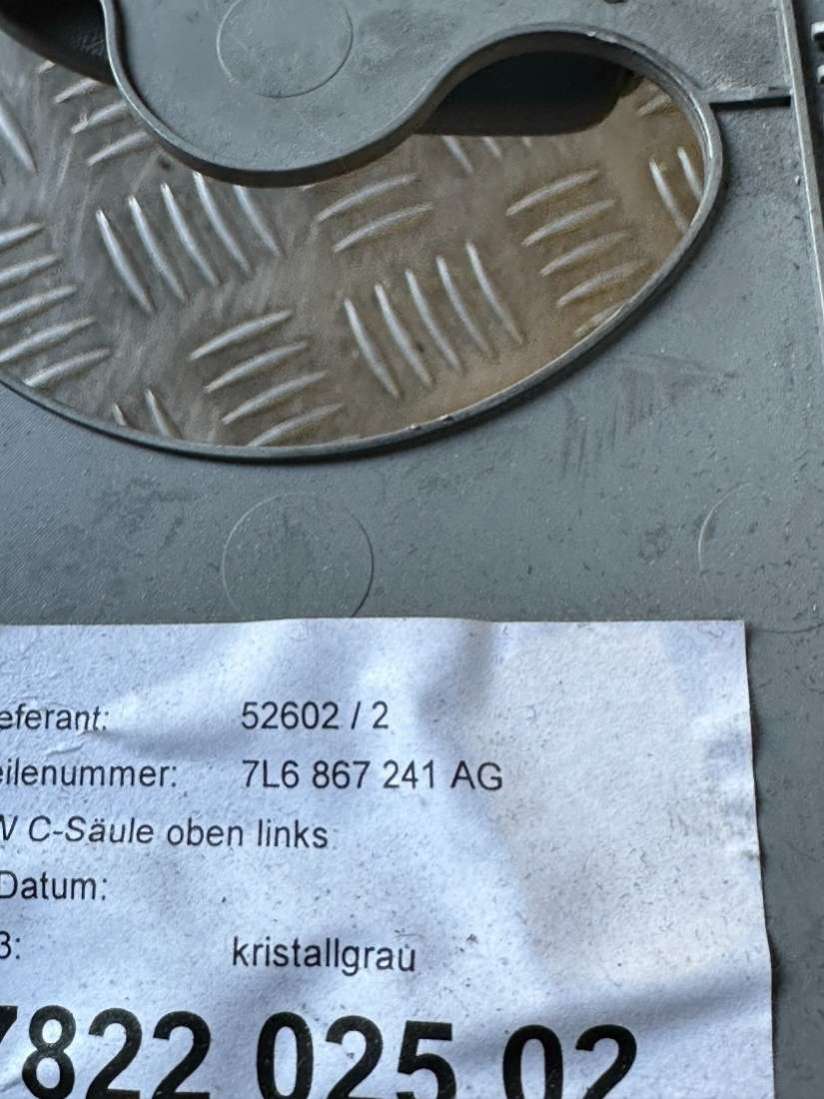 eferant: 52602 / 2
eilenummer: 7L6 867 241 AG
C-Säule oben links
Datum:
3: kristallgrau
7822 025 02